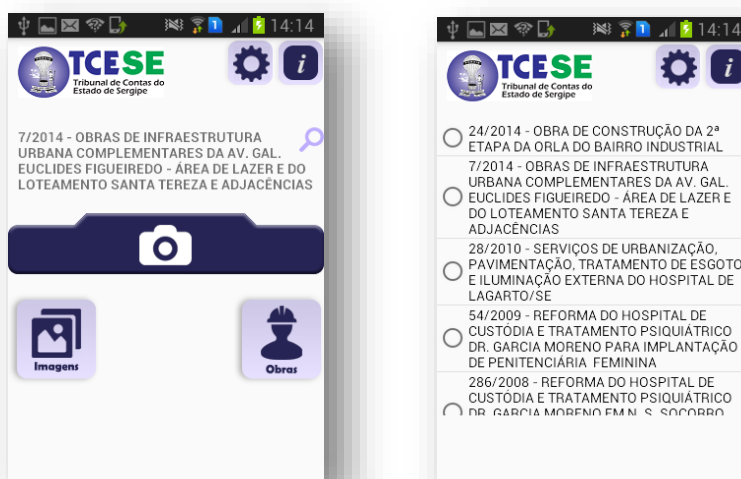 14:14
TCESE
Tribunal de Contas do
Estado de Sergipe
i
7/2014 - OBRAS DE INFRAESTRUTURA
URBANA COMPLEMENTARES DA AV. GAL.
EUCLIDES FIGUEIREDO - ÁREA DE LAZER E DO
LOTEAMENTO SANTA TEREZA E ADJACÊNCIAS
Imagens
Obras
1
14:14
TCESE
Tribunal de Contas do
Estado de Sergipe
i
24/2014 - OBRA DE CONSTRUÇÃO DA 2ª
ETAPA DA ORLA DO BAIRRO INDUSTRIAL
7/2014 - OBRAS DE INFRAESTRUTURA
URBANA COMPLEMENTARES DA AV. GAL.
EUCLIDES FIGUEIREDO - ÁREA DE LAZER E
DO LOTEAMENTO SANTA TEREZA E
ADJACÊNCIAS
28/2010 - SERVIÇOS DE URBANIZAÇÃO,
PAVIMENTAÇÃO, TRATAMENTO DE ESGOTO
E ILUMINAÇÃO EXTERNA DO HOSPITAL DE
LAGARTO/SE
54/2009 - REFORMA DO HOSPITAL DE
CUSTÓDIA E TRATAMENTO PSIQUIÁTRICO
DR. GARCIA MORENO PARA IMPLANTAÇÃO
DE PENITENCIÁRIA FEMININA
286/2008 - REFORMA DO HOSPITAL DE
CUSTÓDIA E TRATAMENTO PSIQUIÁTRICO
DR. GARCIA MORENO EM N. S. SOCORRO